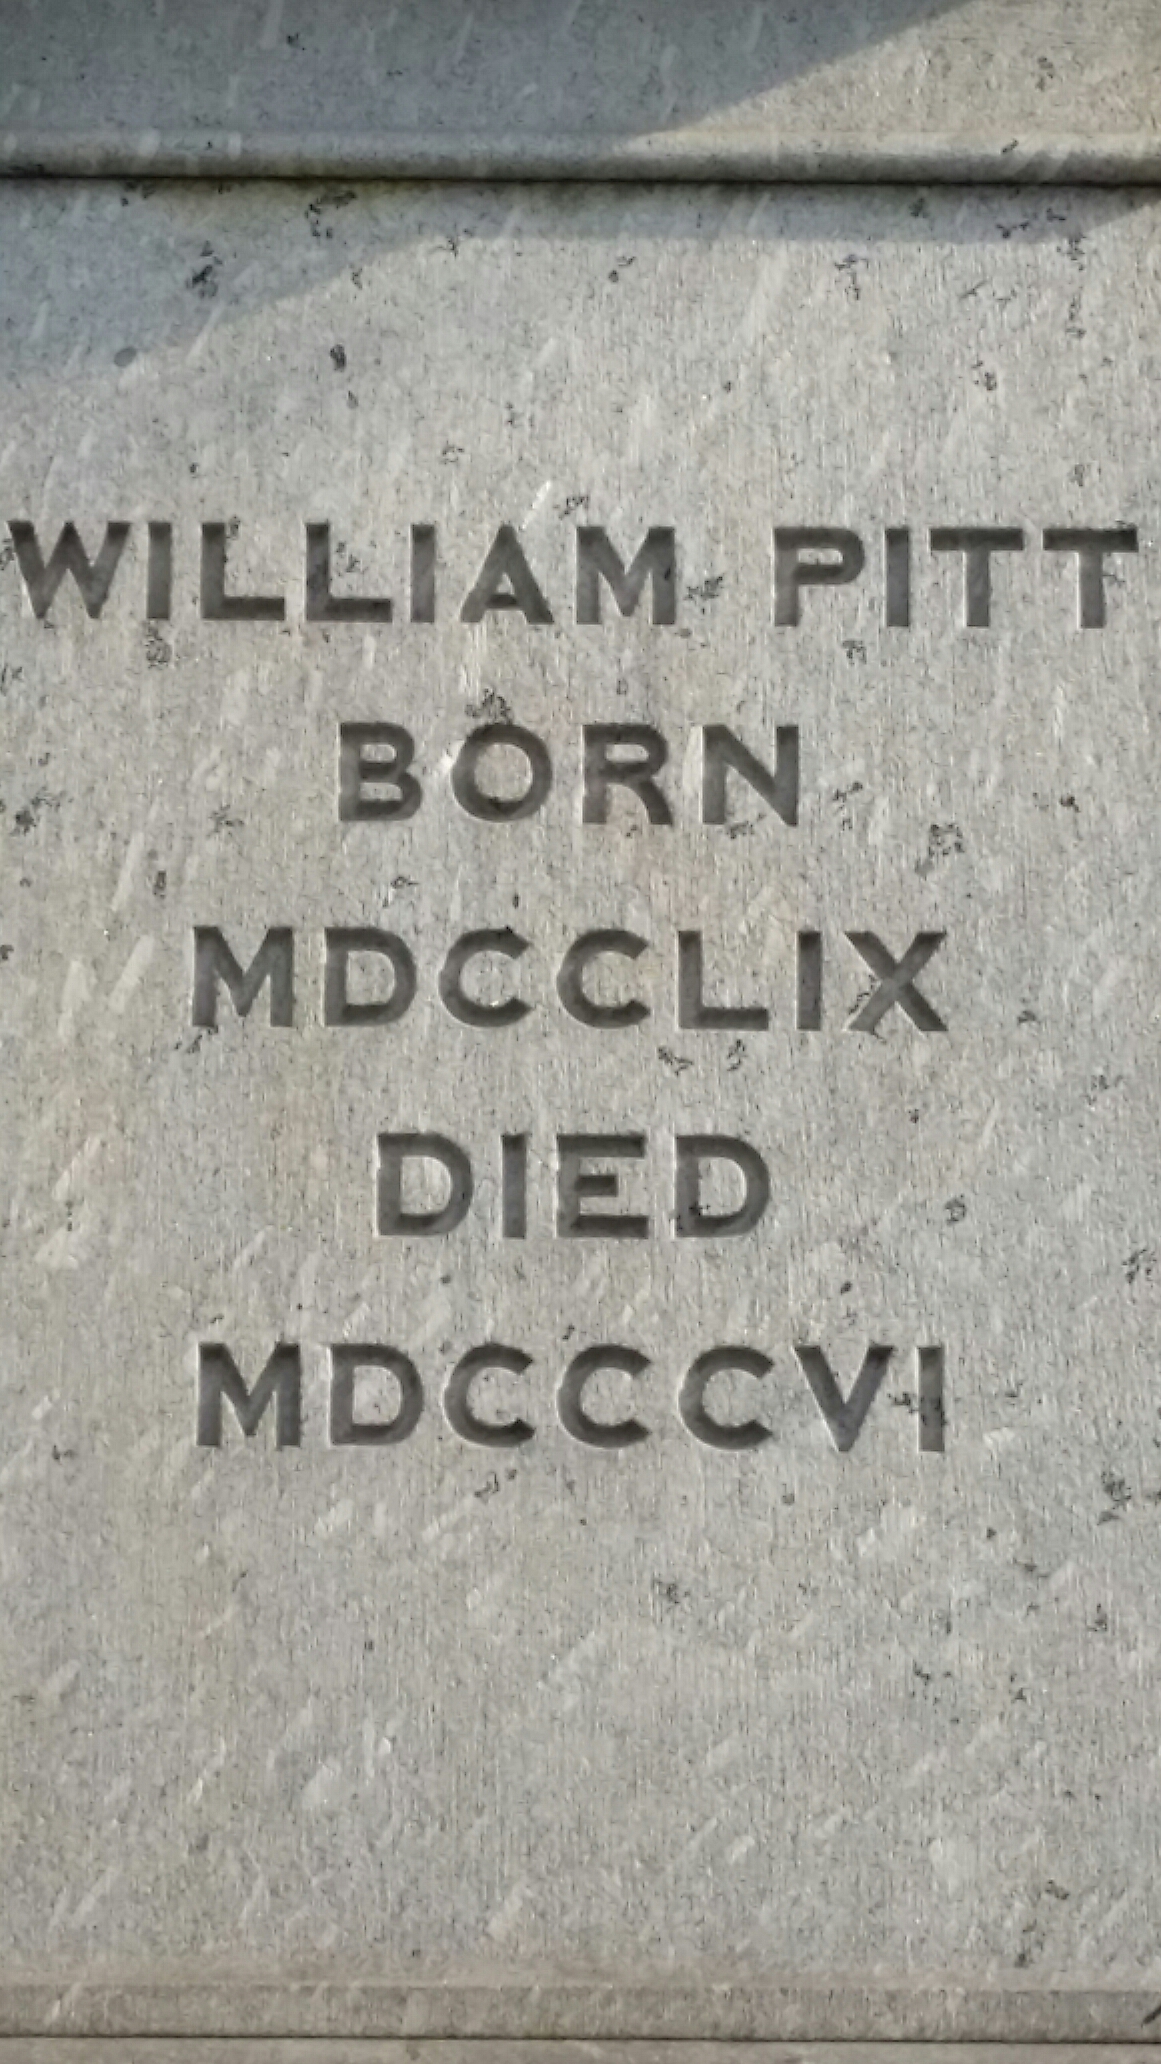 WILLIAM PITT
BORN
MDCCLIX
DIED
MDCCCVI